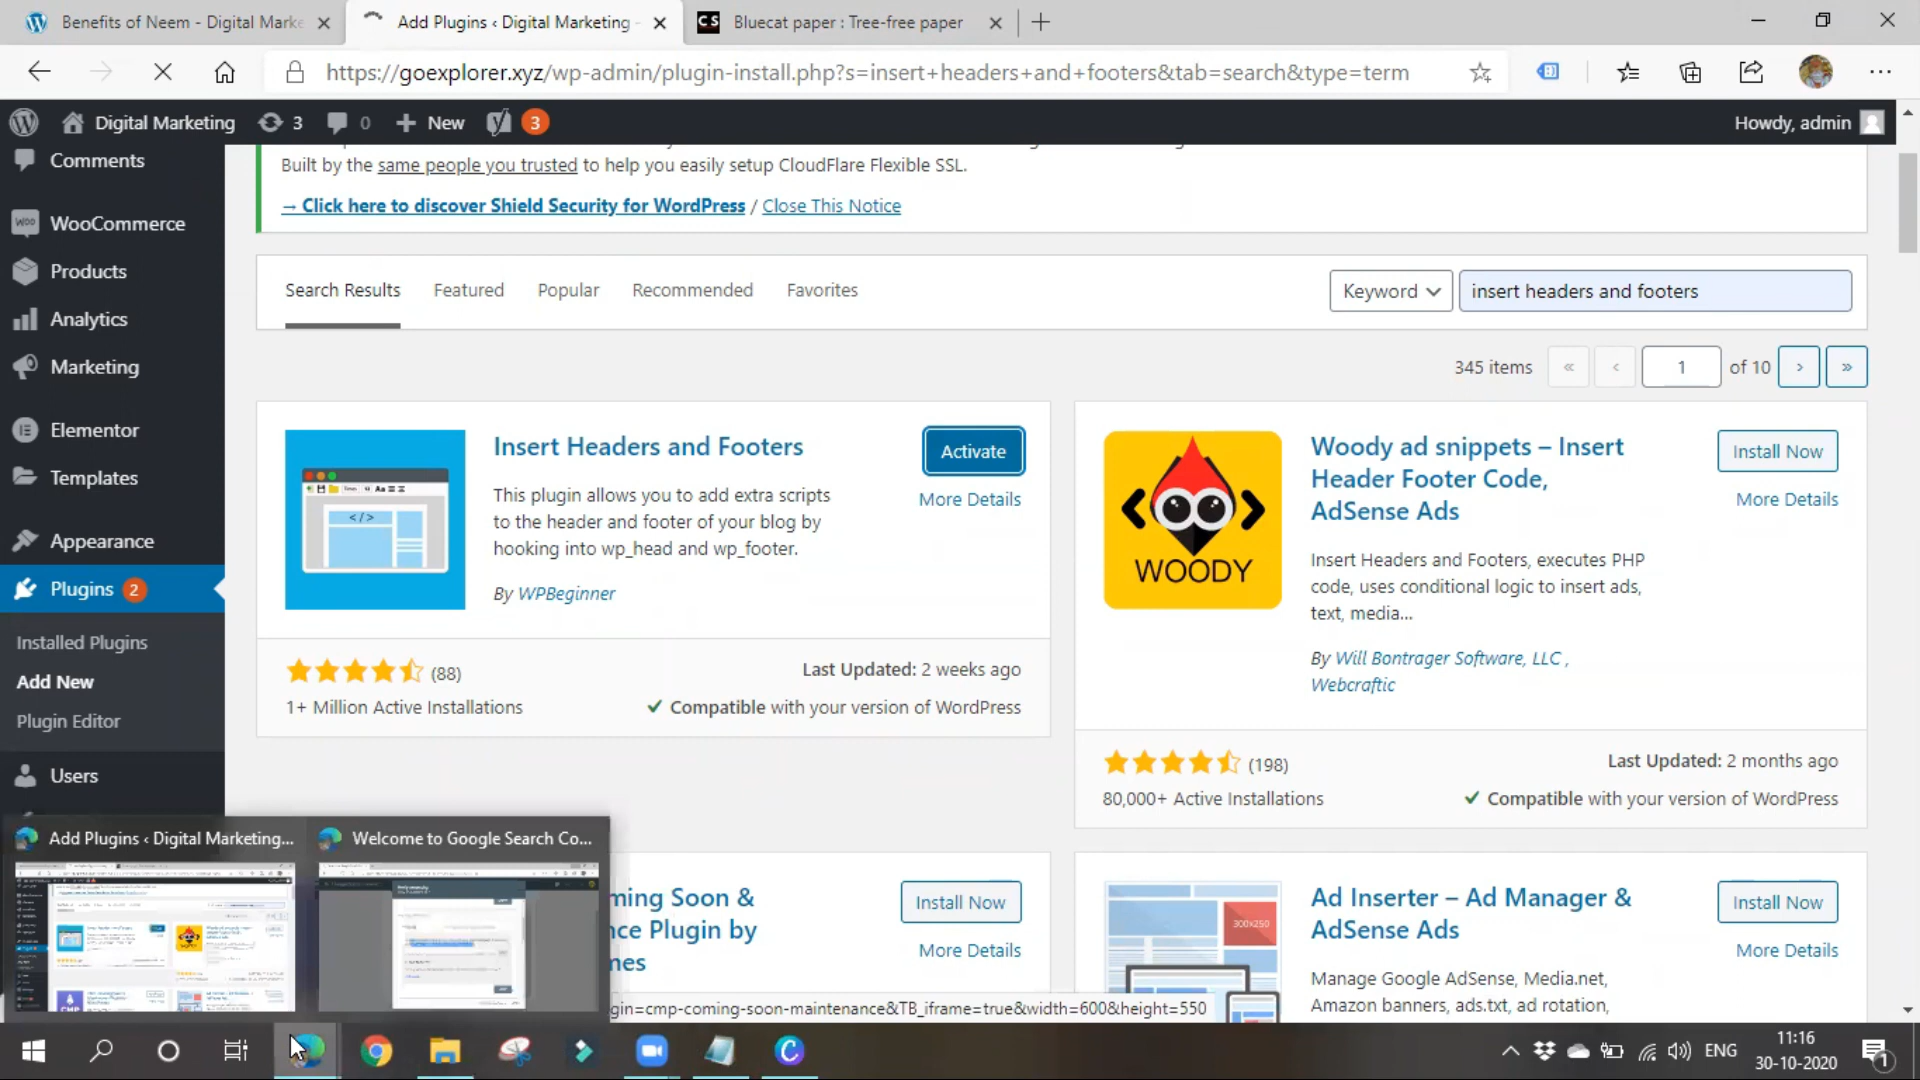 Benefits of Neem - Digital Marke
Add Plugins ‹ Digital Marketing -
CS
Bluecat paper : Tree-free paper
https://goexplorer.xyz/wp-admin/plugin-install.php?s=insert+headers+and+footers&tab=search&type=term
Digital Marketing
3
0
New
3
Howdy, admin
Comments
WooCommerce
Products
Analytics
Marketing
Elementor
Templates
Appearance
Plugins 2
Installed Plugins
Add New
Plugin Editor
Users
Built by the same people you trusted to help you easily setup CloudFlare Flexible SSL.
→ Click here to discover Shield Security for WordPress / Close This Notice
Search Results
Featured
Popular
Recommended
Favorites
Keyword
insert headers and footers
345 items
«
‹
1
of 10
›
»
Insert Headers and Footers
Activate
More Details
This plugin allows you to add extra scripts
to the header and footer of your blog by
hooking into wp_head and wp_footer.
By WPBeginner
(88)
1+ Million Active Installations
Last Updated: 2 weeks ago
Compatible with your version of WordPress
Woody ad snippets – Insert
Header Footer Code,
AdSense Ads
Install Now
More Details
Insert Headers and Footers, executes PHP
code, uses conditional logic to insert ads,
text, media...
By Will Bontrager Software, LLC ,
Webcraftic
WOODY
(198)
80,000+ Active Installations
Last Updated: 2 months ago
Compatible with your version of WordPress
Add Plugins ‹ Digital Marketing...
Welcome to Google Search Co...
ming Soon &
nce Plugin by
mes
Install Now
More Details
gin=cmp-coming-soon-maintenance&TB_iframe=true&width=600&height=550
300x250
Ad Inserter – Ad Manager &
AdSense Ads
Install Now
More Details
Manage Google AdSense, Media.net,
Amazon banners, ads.txt, ad rotation,
ENG
11:16
30-10-2020
1